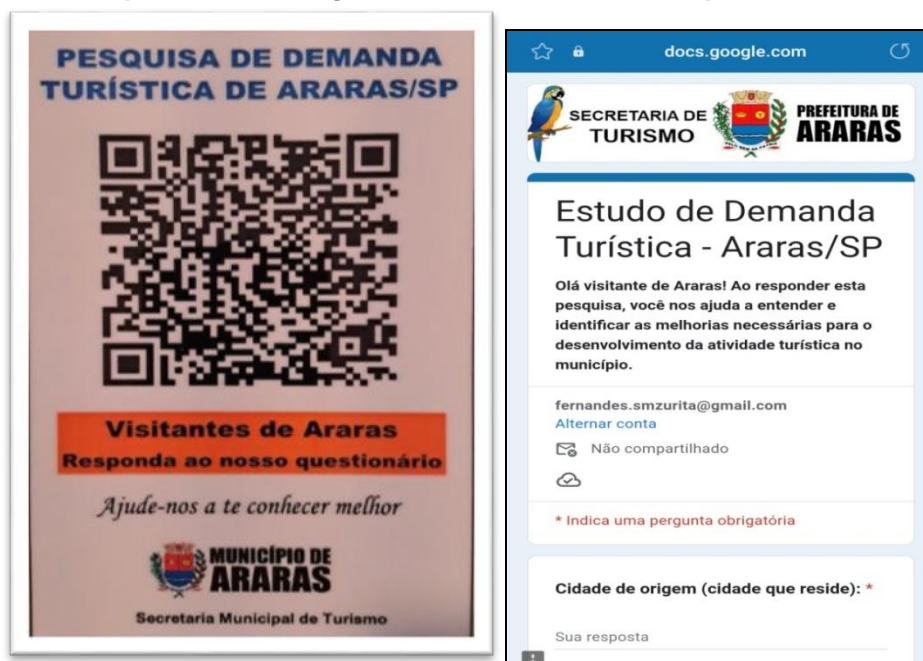 PESQUISA DE DEMANDA
TURÍSTICA DE ARARAS/SP
Visitantes de Araras
Responda ao nosso questionário
Ajude-nos a te conhecer melhor
MUNICÍPIO DE
ARARAS
Secretaria Municipal de Turismo
docs.google.com
SECRETARIA DE
TURISMO
PREFEITURA DE
ARARAS
Estudo de Demanda
Turística - Araras/SP
Olá visitante de Araras! Ao responder esta
pesquisa, você nos ajuda a entender e
identificar as melhorias necessárias para o
desenvolvimento da atividade turística no
município.
fernandes.smzurita@gmail.com
Alternar conta
Não compartilhado
* Indica uma pergunta obrigatória
Cidade de origem (cidade que reside): *
Sua resposta